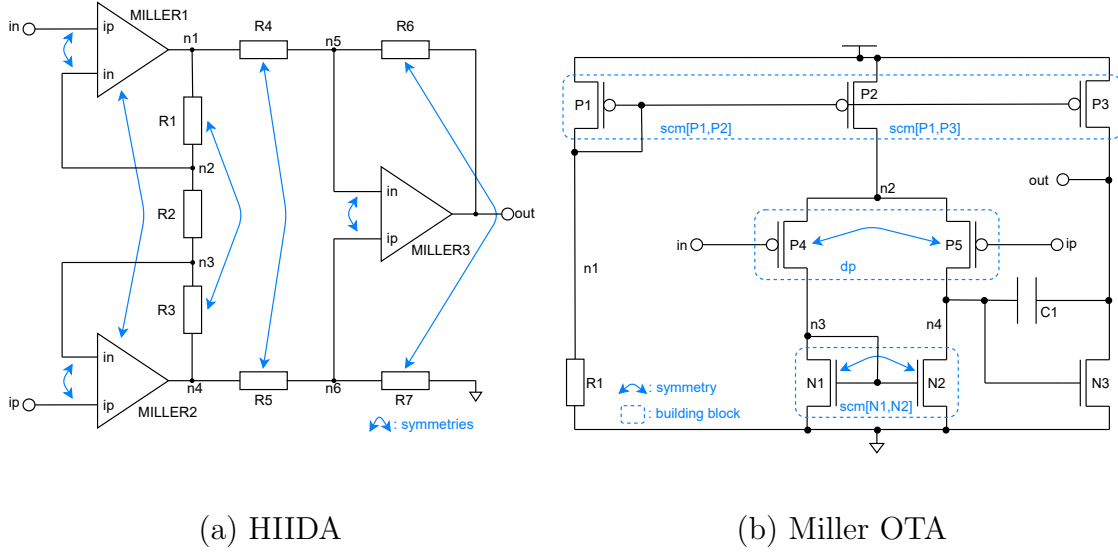 in
ip
in
MILLER1
n1
R4
n5
R6
R1
n2
R2
n3
R3
in
ip
MILLER3
out
in
ip
ip
MILLER2
n4
R5
n6
R7
: symmetries
(a) HIIDA
P1
P2
P3
scm[P1,P2]
scm[P1,P3]
out
n2
in
P4
P5
ip
dp
n1
n3
n4
C1
R1
N1
N2
N3
scm[N1,N2]
: symmetry
: building block
(b) Miller OTA